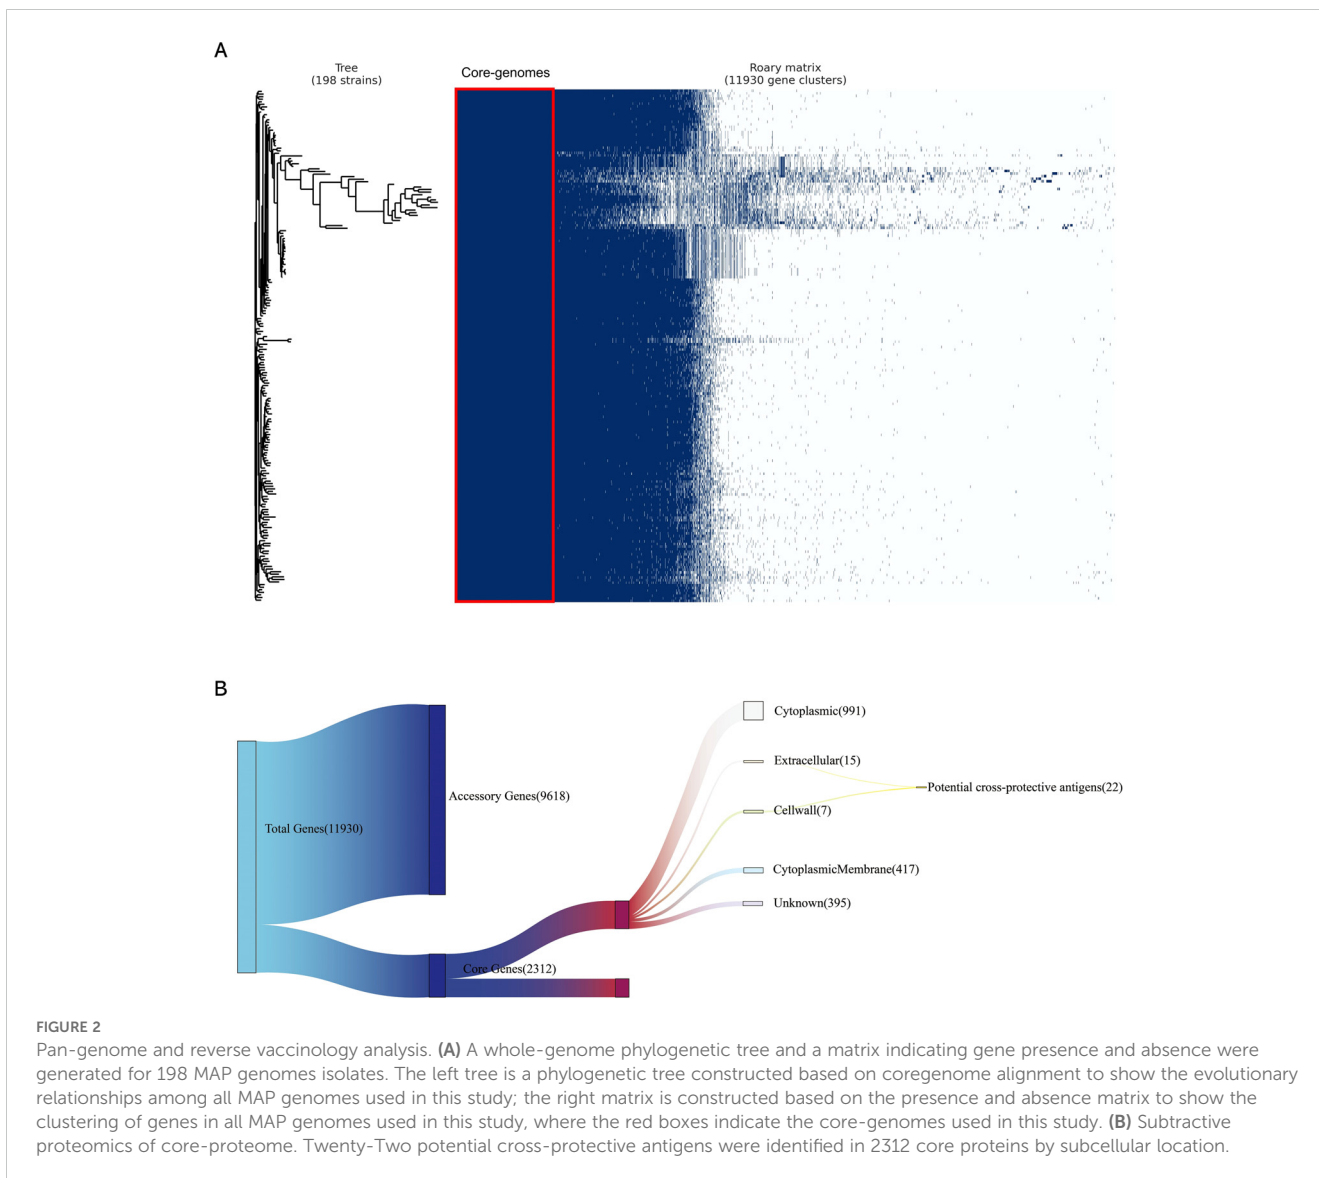 A
Tree
(198 strains)
Core-genomes
Roary matrix
(11930 gene clusters)
B
Total Genes(11930)
Accessory Genes(9618)
Core Genes(2312)
Cytoplasmic(991)
Extracellular(15)
Cellwall(7)
CytoplasmicMembrane(417)
Unknown(395)
Potential cross-protective antigens(22)
FIGURE 2
Pan-genome and reverse vaccinology analysis. (A) A whole-genome phylogenetic tree and a matrix indicating gene presence and absence were
generated for 198 MAP genomes isolates. The left tree is a phylogenetic tree constructed based on coregenome alignment to show the evolutionary
relationships among all MAP genomes used in this study; the right matrix is constructed based on the presence and absence matrix to show the
clustering of genes in all MAP genomes used in this study, where the red boxes indicate the core-genomes used in this study. (B) Subtractive
proteomics of core-proteome. Twenty-Two potential cross-protective antigens were identified in 2312 core proteins by subcellular location.